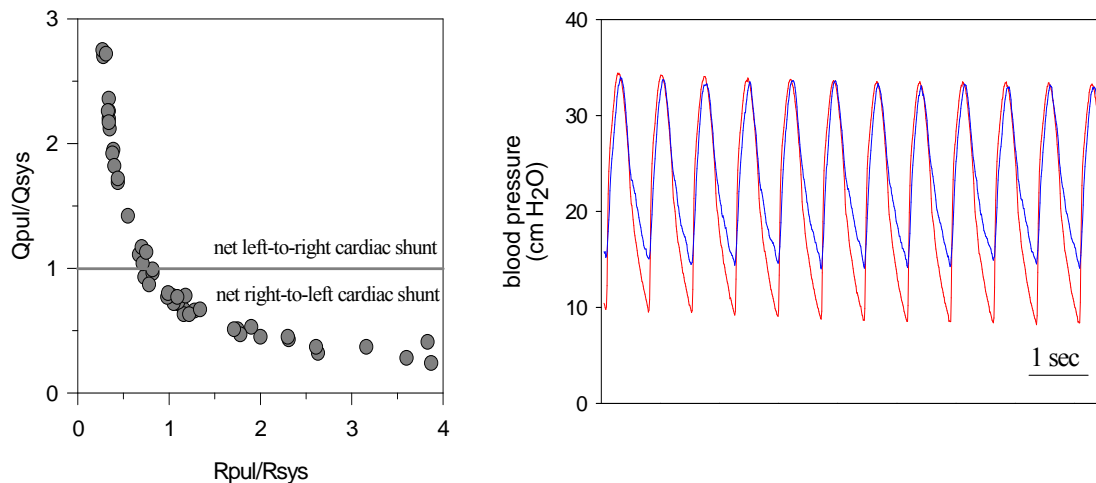 3
2
1
0
Qpul/Qsys
net left-to-right cardiac shunt
net right-to-left cardiac shunt
0 1 2 3 4
Rpul/Rsys
40
30
20
10
0
blood pressure
(cm H2O)
1 sec